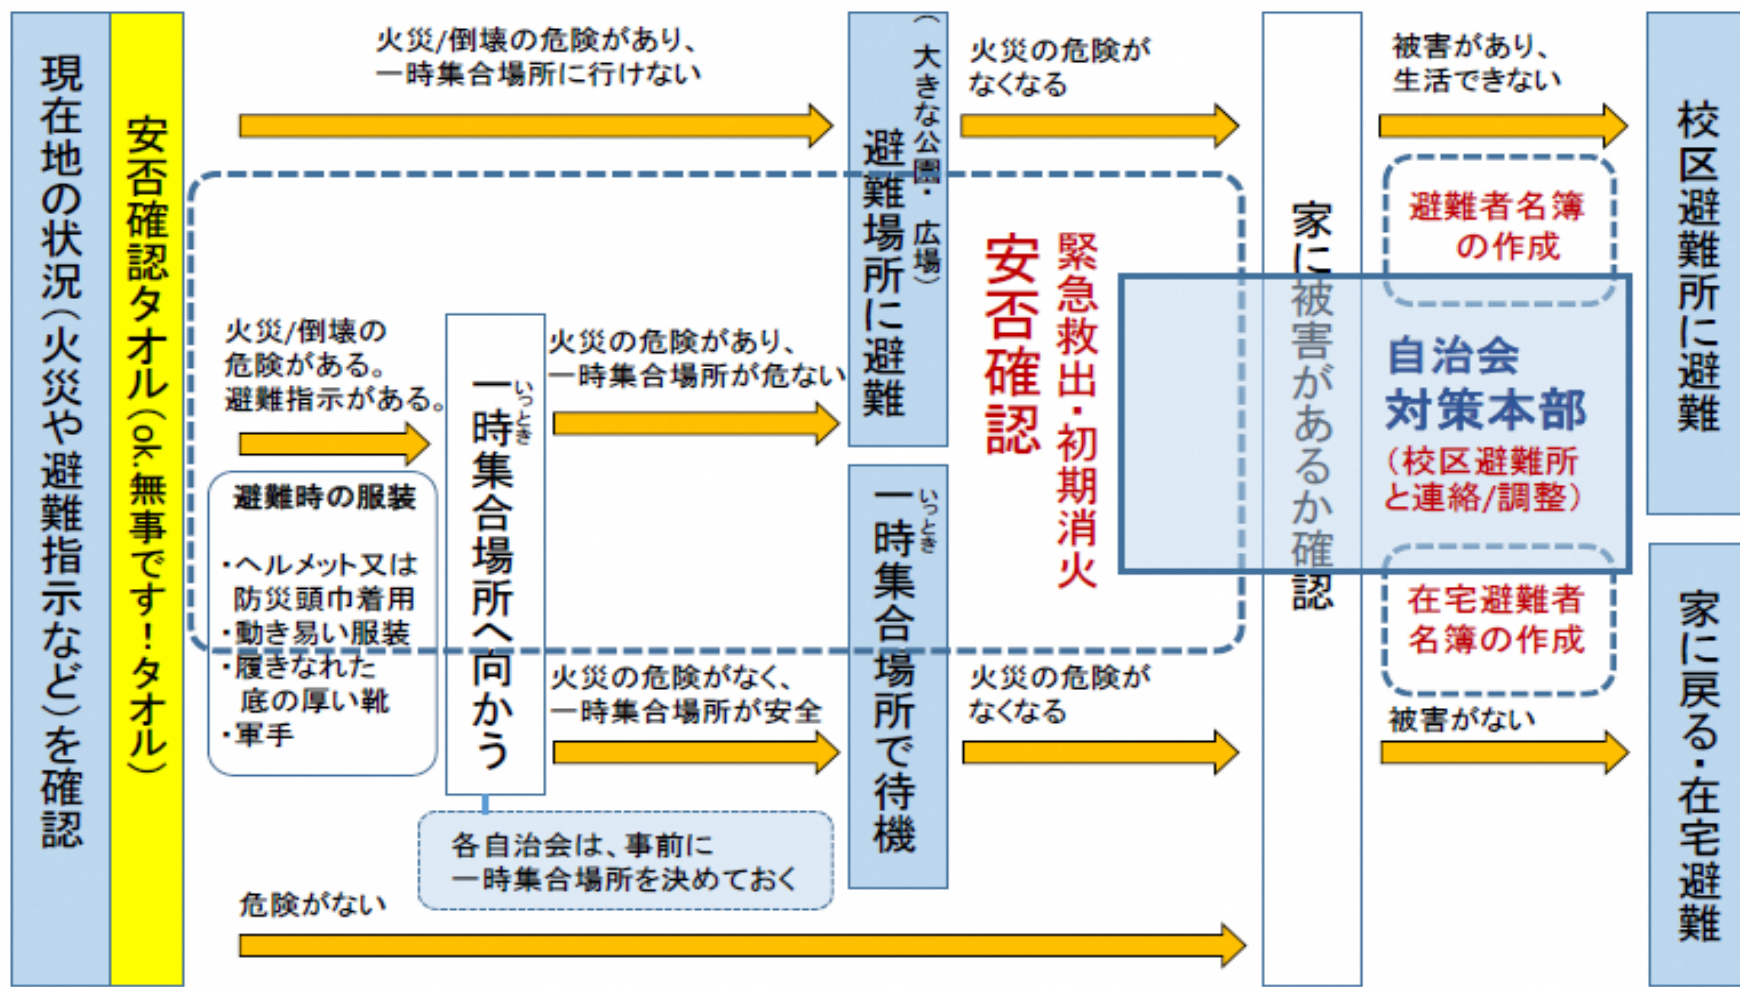 現在地の状況(火災や避難指示など)を確認
安否確認タオル(ok.無事です!タオル)
火災/倒壊の危険があり、
一時集合場所に行けない
火災/倒壊の
危険がある。
避難指示がある。
避難時の服装
・ヘルメット又は
防災頭巾着用
・動き易い服装
・履きなれた
底の厚い靴
・軍手
危険がない
一時集合場所へ向かう
いっとき
各自治会は、事前に
一時集合場所を決めておく
火災の危険があり、
一時集合場所が危ない
火災の危険がなく、
一時集合場所が安全
(大きな公園・広場)
避難場所に避難
一時集合場所で待機
いっとき
火災の危険が
なくなる
緊急救出・初期消火
安否確認
火災の危険が
なくなる
家に被害があるか確認
被害があり、
生活できない
避難者名簿
の作成
自治会
対策本部
(校区避難所
と連絡/調整)
在宅避難者
名簿の作成
被害がない
校区避難所に避難
家に戻る・在宅避難